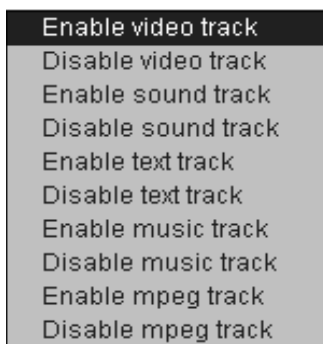 Enable video track
Disable video track
Enable sound track
Disable sound track
Enable text track
Disable text track
Enable music track
Disable music track
Enable mpeg track
Disable mpeg track